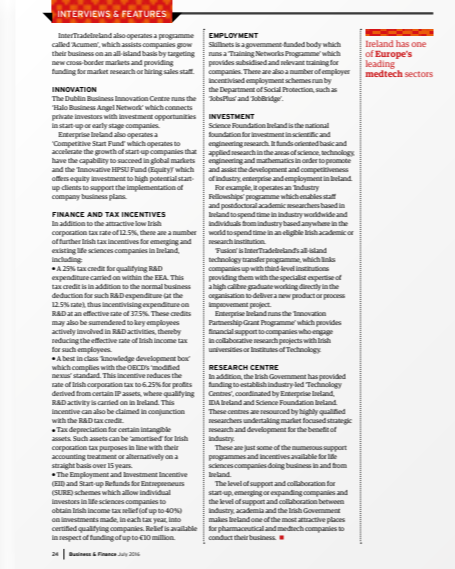 INTERVIEWS & FEATURES
InterTradeIreland also operates a programme
called 'Acumen', which assists companies grow
their business on an all-island basis by targeting
new cross-border markets and providing
funding for market research or hiring sales staff.
INNOVATION
The Dublin Business Innovation Centre runs the
'Halo Business Angel Network' which connects
private investors with investment opportunities
in start-up or early stage companies.
Enterprise Ireland also operates a
'Competitive Start Fund' which operates to
accelerate the growth of start-up companies that
have the capability to succeed in global markets
and the 'Innovative HPSU Fund (Equity)' which
offers equity investment to high potential start-
up clients to support the implementation of
company business plans.
FINANCE AND TAX INCENTIVES
In addition to the attractive low Irish
corporation tax rate of 12.5%, there are a number
of further Irish tax incentives for emerging and
existing life sciences companies in Ireland,
including:
• A 25% tax credit for qualifying R&D
expenditure carried on within the EEA. This
tax credit is in addition to the normal business
deduction for such R&D expenditure (at the
12.5% rate), thus incentivising expenditure on
R&D at an effective rate of 37.5%. These credits
may also be surrendered to key employees
actively involved in R&D activities, thereby
reducing the effective rate of Irish income tax
for such employees.
• A best in class 'knowledge development box'
which complies with the OECD's 'modified
nexus' standard. This incentive reduces the
rate of Irish corporation tax to 6.25% for profits
derived from certain IP assets, where qualifying
R&D activity is carried on in Ireland. This
incentive can also be claimed in conjunction
with the R&D tax credit.
• Tax depreciation for certain intangible
assets. Such assets can be 'amortised' for Irish
corporation tax purposes in line with their
accounting treatment or alternatively on a
straight basis over 15 years.
• The Employment and Investment Incentive
(EII) and Start-up Refunds for Entrepreneurs
(SURE) schemes which allow individual
investors in life sciences companies to
obtain Irish income tax relief (of up to 40%)
on investments made, in each tax year, into
certified qualifying companies. Relief is available
in respect of funding of up to €10 million.
EMPLOYMENT
Skillnets is a government-funded body which
runs a 'Training Networks Programme' which
provides subsidised and relevant training for
companies. There are also a number of employer
incentivised employment schemes run by
the Department of Social Protection, such as
'JobsPlus' and 'JobBridge'.
INVESTMENT
Science Foundation Ireland is the national
foundation for investment in scientific and
engineering research. It funds oriented basic and
applied research in the areas of science, technology,
engineering and mathematics in order to promote
and assist the development and competitiveness
of industry, enterprise and employment in Ireland.
For example, it operates an 'Industry
Fellowships' programme which enables staff
and postdoctoral academic researchers based in
Ireland to spend time in industry worldwide and
individuals from industry based anywhere in the
world to spend time in an eligible Irish academic or
research institution.
'Fusion' is InterTradeIreland's all-island
technology transfer programme, which links
companies up with third-level institutions
providing them with the specialist expertise of
a high calibre graduate working directly in the
organisation to deliver a new product or process
improvement project.
Enterprise Ireland runs the 'Innovation
Partnership Grant Programme' which provides
financial support to companies who engage
in collaborative research projects with Irish
universities or Institutes of Technology.
RESEARCH CENTRE
In addition, the Irish Government has provided
funding to establish industry-led 'Technology
Centres', coordinated by Enterprise Ireland,
IDA Ireland and Science Foundation Ireland.
These centres are resourced by highly qualified
researchers undertaking market focused strategic
research and development for the benefit of
industry.
These are just some of the numerous support
programmes and incentives available for life
sciences companies doing business in and from
Ireland.
The level of support and collaboration for
start-up, emerging or expanding companies and
the level of support and collaboration between
industry, academia and the Irish Government
makes Ireland one of the most attractive places
for pharmaceutical and medtech companies to
conduct their business.
Ireland has one
of Europe's
leading
medtech sectors
24 | Business & Finance July 2016